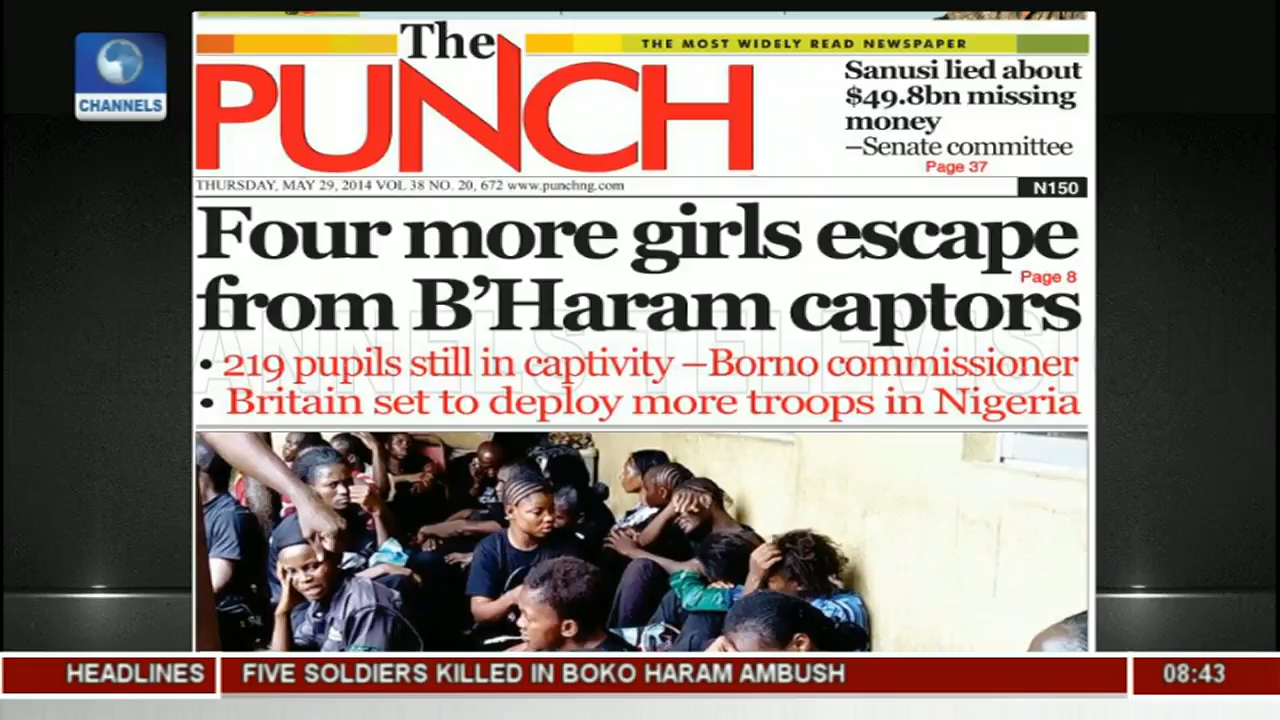 The
PUNCH
THE MOST WIDELY READ NEWSPAPER
CHANNELS
Sanusi lied about
$49.8bn missing
money
–Senate committee
Page 37
THURSDAY, MAY 29, 2014 VOL 38 NO. 20, 672 www.punchng.com
N150
Four more girls escape
Page 8
from B'Haram captors
CHANNELS TELEVISION
• 219 pupils still in captivity –Borno commissioner
• Britain set to deploy more troops in Nigeria
HEADLINES
FIVE SOLDIERS KILLED IN BOKO HARAM AMBUSH
08:43